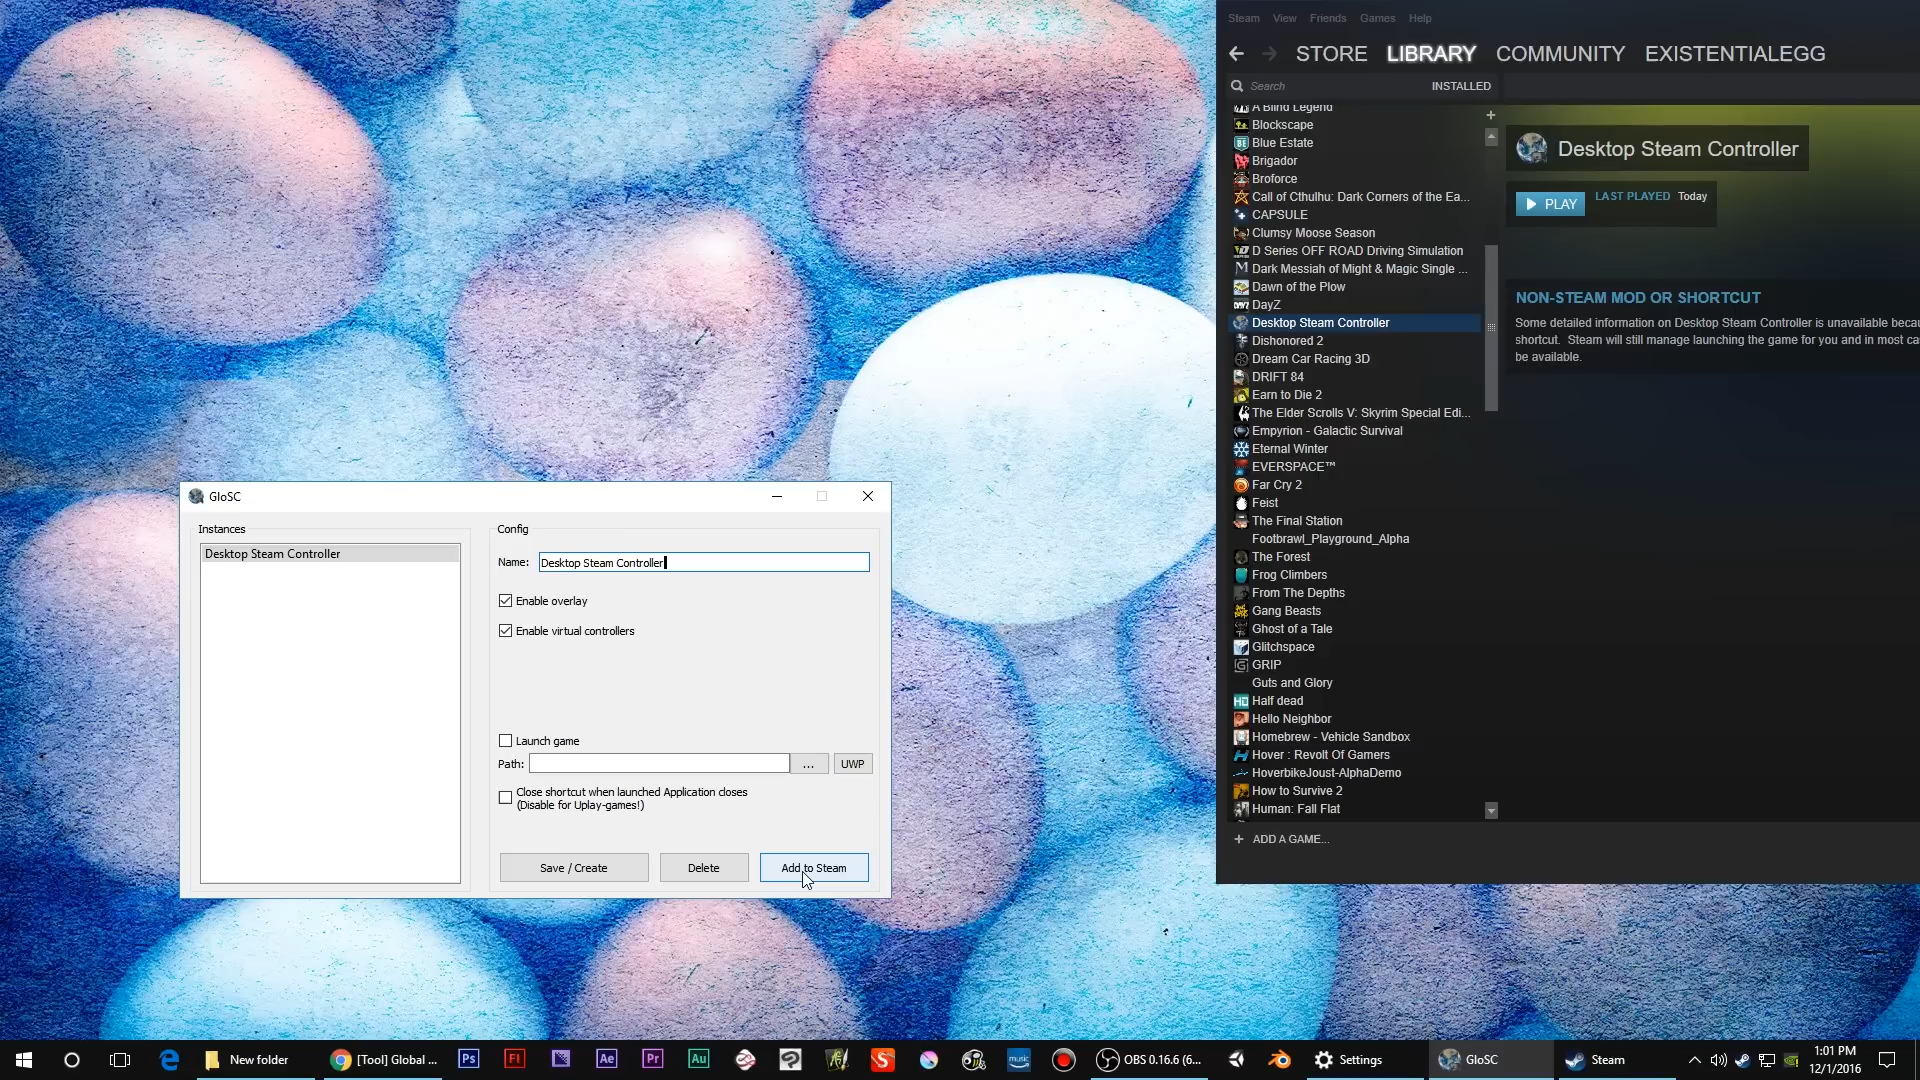 Steam View Friends Games Help
STORE LIBRARY COMMUNITY EXISTENTIALEGG
Search INSTALLED
A Blind Legend
Blockscape
Blue Estate
Brigador
Broforce
Call of Cthulhu: Dark Corners of the Ea...
CAPSULE
Clumsy Moose Season
D Series OFF ROAD Driving Simulation
Dark Messiah of Might & Magic Single ...
Dawn of the Plow
DayZ
Desktop Steam Controller
Dishonored 2
Dream Car Racing 3D
DRIFT 84
Earn to Die 2
The Elder Scrolls V: Skyrim Special Edi...
Empyrion - Galactic Survival
Eternal Winter
EVERSPACE™
Far Cry 2
Feist
The Final Station
Footbrawl_Playground_Alpha
The Forest
Frog Climbers
From The Depths
Gang Beasts
Ghost of a Tale
Glitchspace
GRIP
Guts and Glory
Half dead
Hello Neighbor
Homebrew - Vehicle Sandbox
Hover : Revolt Of Gamers
HoverbikeJoust-AlphaDemo
How to Survive 2
Human: Fall Flat
+ ADD A GAME...
Desktop Steam Controller
PLAY LAST PLAYED Today
NON-STEAM MOD OR SHORTCUT
Some detailed information on Desktop Steam Controller is unavailable becau
shortcut. Steam will still manage launching the game for you and in most ca
be available.
GloSC
Instances
Desktop Steam Controller
Config
Name: Desktop Steam Controller
Enable overlay
Enable virtual controllers
Launch game
Path: ... UWP
Close shortcut when launched Application closes
(Disable for Uplay-games!)
Save / Create Delete Add to Steam
New folder [Tool] Global ... Ps Fl Ae Pr Au music OBS 0.16.6 (6... Settings GloSC Steam
1:01 PM
12/1/2016